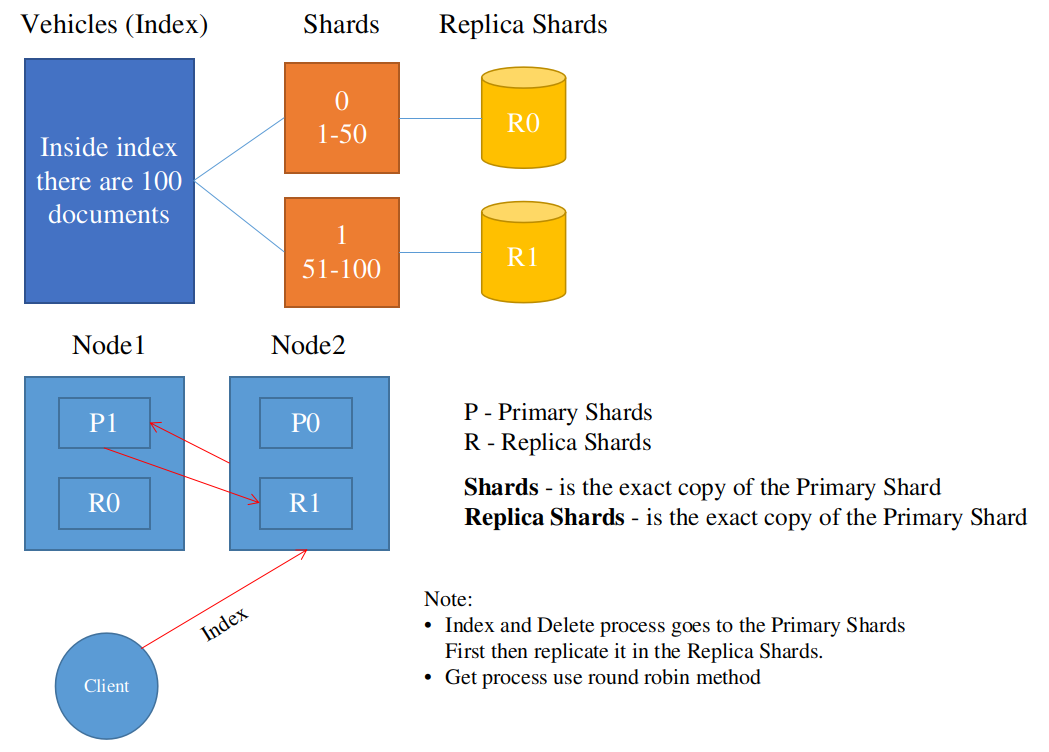 Vehicles (Index)
Shards
Replica Shards
Inside index
there are 100
documents
0
1-50
R0
1
51-100
R1
Node1
Node2
P1
R0
P0
R1
P - Primary Shards
R - Replica Shards
Shards - is the exact copy of the Primary Shard
Replica Shards - is the exact copy of the Primary Shard
Index
Client
Note:
• Index and Delete process goes to the Primary Shards
First then replicate it in the Replica Shards.
• Get process use round robin method